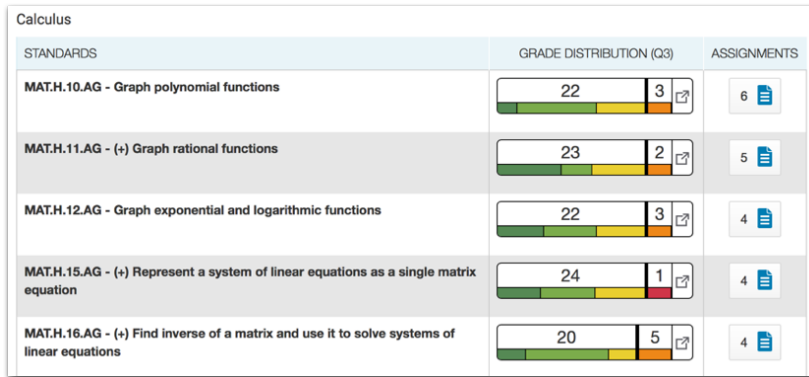 Calculus
STANDARDS GRADE DISTRIBUTION (Q3) ASSIGNMENTS
MAT.H.10.AG - Graph polynomial functions 22 3 6
MAT.H.11.AG - (+) Graph rational functions 23 2 5
MAT.H.12.AG - Graph exponential and logarithmic functions 22 3 4
MAT.H.15.AG - (+) Represent a system of linear equations as a single matrix 24 1 4
equation
MAT.H.16.AG - (+) Find inverse of a matrix and use it to solve systems of 20 5 4
linear equations